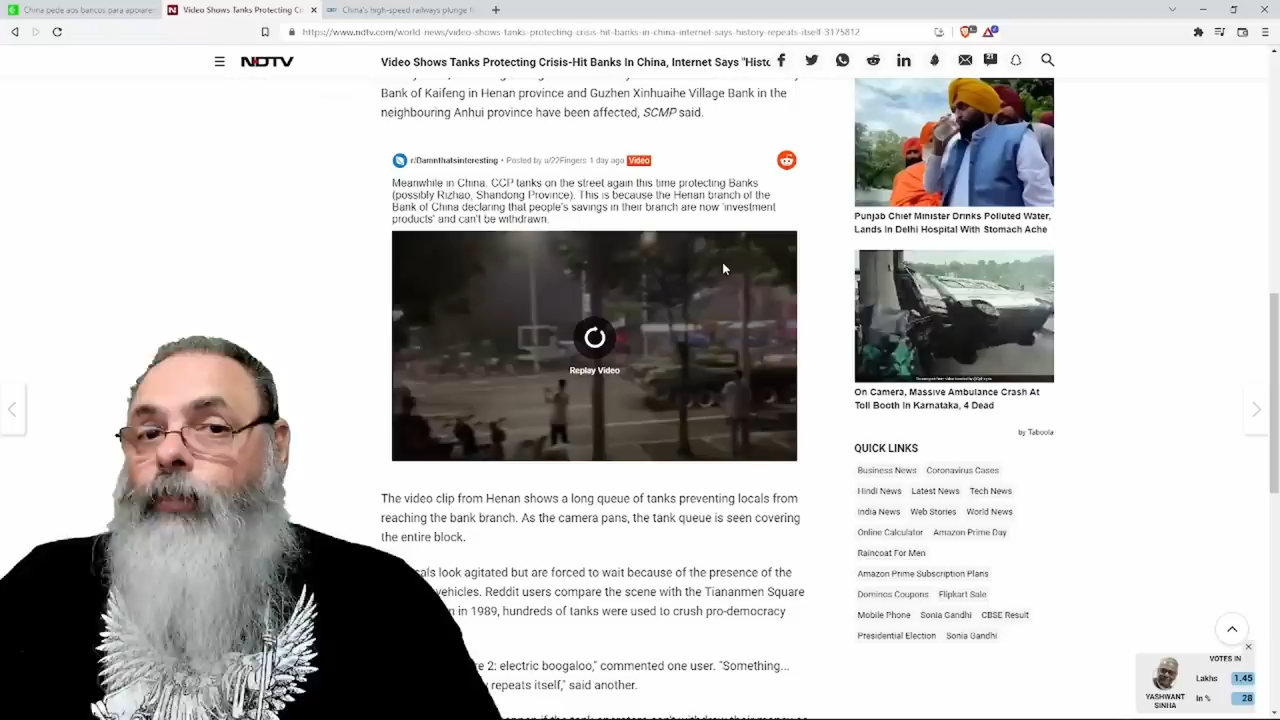 China pede aos bancos para apoiarem
Video Shows Tanks Protecting Cri
China's high-speed railways plunge f
https://www.ndtv.com/world-news/video-shows-tanks-protecting-crisis-hit-banks-in-china-internet-says-history-repeats-itself-3175812
NDTV
Video Shows Tanks Protecting Crisis-Hit Banks In China, Internet Says "Histo
Bank of Kaifeng in Henan province and Guzhen Xinhuaihe Village Bank in the
neighbouring Anhui province have been affected, SCMP said.
r/Damnthatsinteresting • Posted by u/22Fingers 1 day ago Video
Meanwhile in China. CCP tanks on the street again this time protecting Banks
(possibly Rizhao, Shandong Province). This is because the Henan branch of the
Bank of China declaring that people's savings in their branch are now 'investment
products' and can't be withdrawn.
Replay Video
The video clip from Henan shows a long queue of tanks preventing locals from
reaching the bank branch. As the camera pans, the tank queue is seen covering
the entire block.
cals look agitated but are forced to wait because of the presence of the
vehicles. Reddit users compare the scene with the Tiananmen Square
n in 1989, hundreds of tanks were used to crush pro-democracy
e 2: electric boogaloo," commented one user. "Something...
y repeats itself," said another.
Punjab Chief Minister Drinks Polluted Water,
Lands In Delhi Hospital With Stomach Ache
On Camera, Massive Ambulance Crash At
Toll Booth In Karnataka, 4 Dead
by Taboola
QUICK LINKS
Business News Coronavirus Cases
Hindi News Latest News Tech News
India News Web Stories World News
Online Calculator Amazon Prime Day
Raincoat For Men
Amazon Prime Subscription Plans
Dominos Coupons Flipkart Sale
Mobile Phone Sonia Gandhi CBSE Result
Presidential Election Sonia Gandhi
VOTES IN
Lakhs 1.45
In % 28
YASHWANT
SINHA